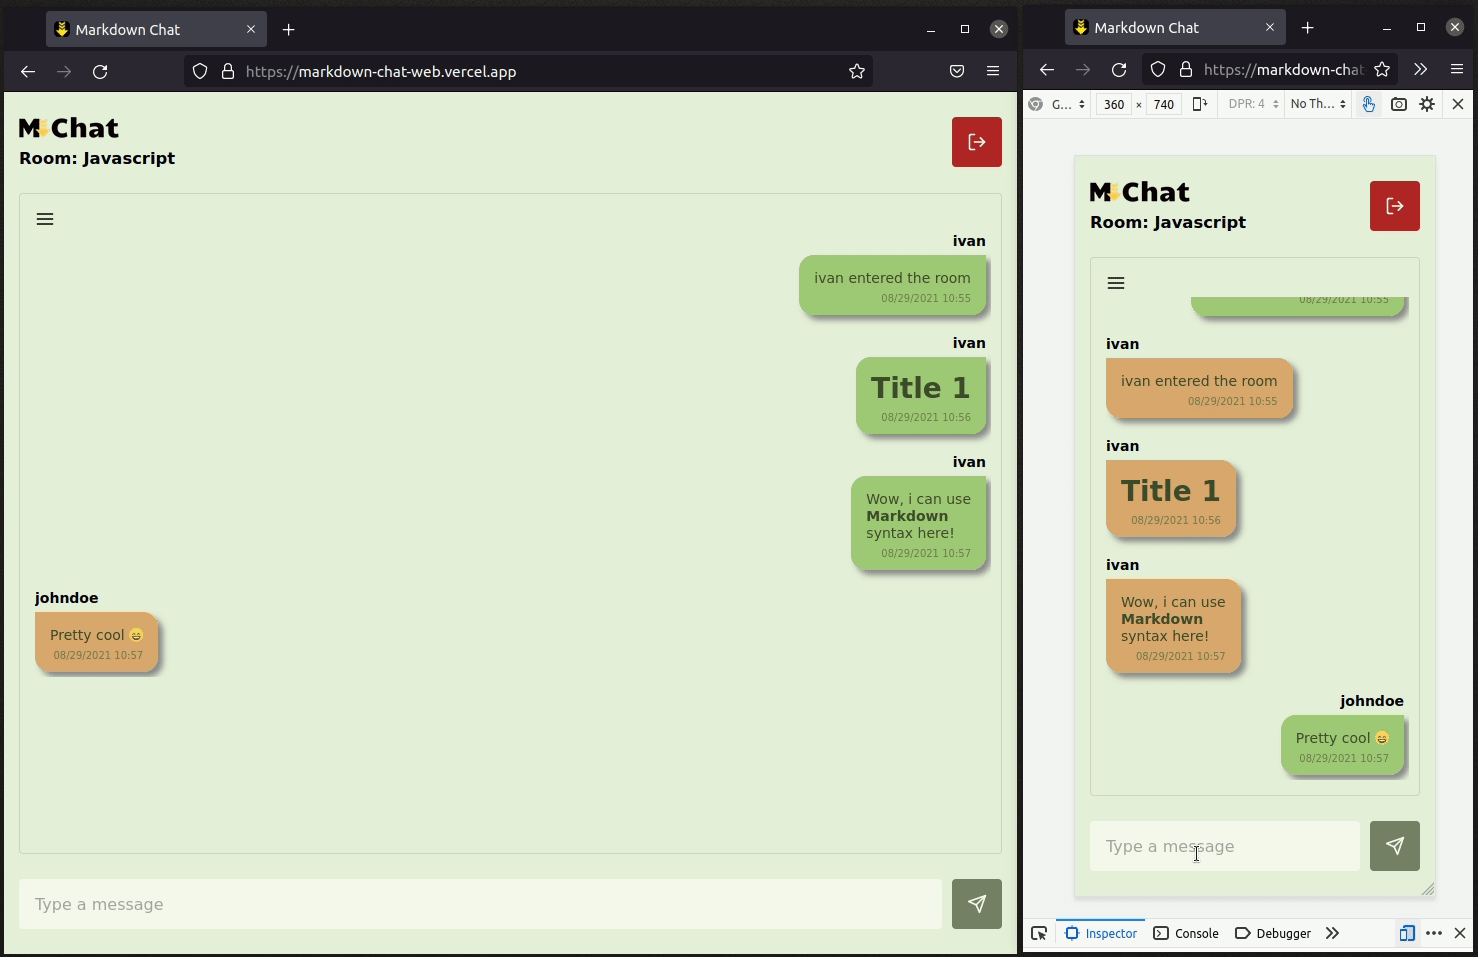 Markdown Chat
https://markdown-chat-web.vercel.app
M Chat
Room: Javascript
ivan
ivan entered the room
08/29/2021 10:55
ivan
Title 1
08/29/2021 10:56
ivan
Wow, i can use
Markdown
syntax here!
08/29/2021 10:57
johndoe
Pretty cool 😄
08/29/2021 10:57
Type a message
Markdown Chat
https://markdown-chat
G... 360 × 740 DPR: 4 No Th...
M Chat
Room: Javascript
08/29/2021 10:55
ivan
ivan entered the room
08/29/2021 10:55
ivan
Title 1
08/29/2021 10:56
ivan
Wow, i can use
Markdown
syntax here!
08/29/2021 10:57
johndoe
Pretty cool 😄
08/29/2021 10:57
Type a message
Inspector Console Debugger